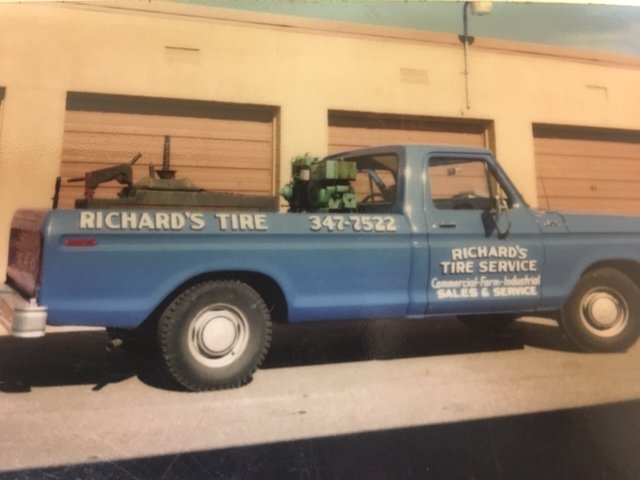 RICHARD'S TIRE
347-7522
RICHARD'S
TIRE SERVICE
Commercial-Farm-Industrial
SALES & SERVICE